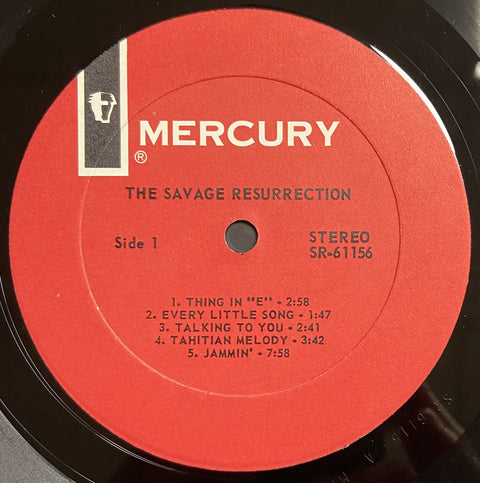 MERCURY
®
THE SAVAGE RESURRECTION
Side 1
STEREO
SR-61156
1. THING IN "E" - 2:58
2. EVERY LITTLE SONG - 1:47
3. TALKING TO YOU - 2:41
4. TAHITIAN MELODY - 3:42
5. JAMMIN' - 7:58